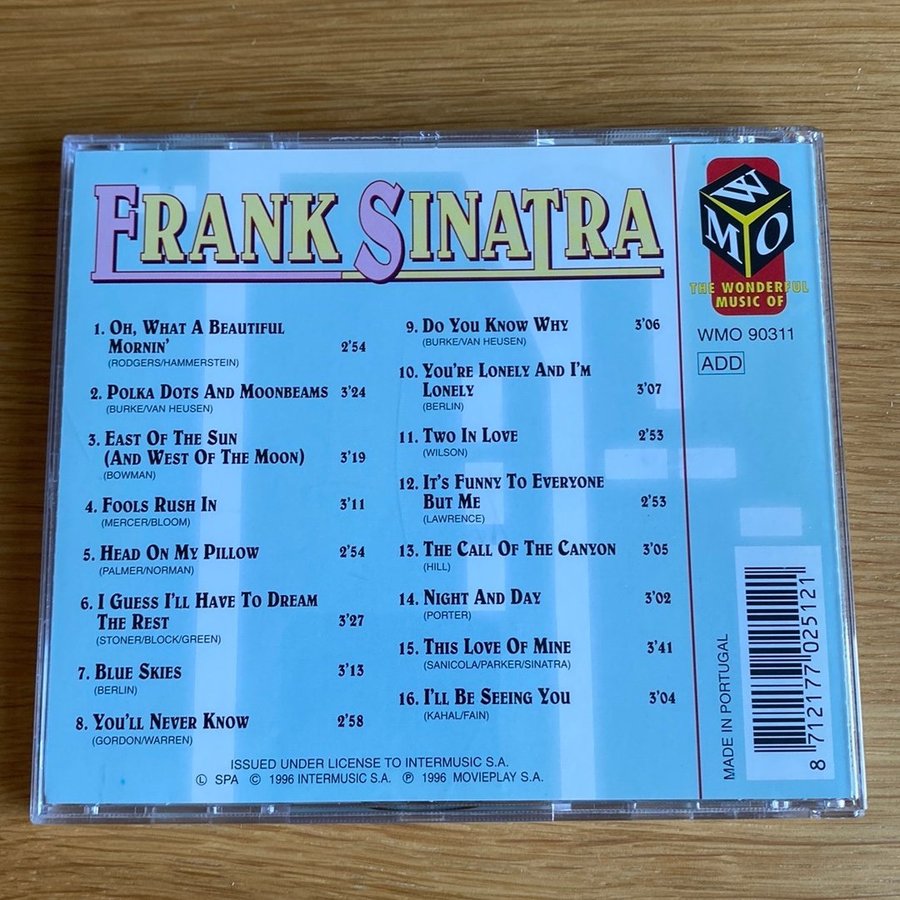 FRANK SINATRA
1. OH, WHAT A BEAUTIFUL
MORNIN' 2'54
(RODGERS/HAMMERSTEIN)
2. POLKA DOTS AND MOONBEAMS 3'24
(BURKE/VAN HEUSEN)
3. EAST OF THE SUN
(AND WEST OF THE MOON) 3'19
(BOWMAN)
4. FOOLS RUSH IN 3'11
(MERCER/BLOOM)
5. HEAD ON MY PILLOW 2'54
(PALMER/NORMAN)
6. I GUESS I'LL HAVE TO DREAM
THE REST 3'27
(STONER/BLOCK/GREEN)
7. BLUE SKIES 3'13
(BERLIN)
8. YOU'LL NEVER KNOW 2'58
(GORDON/WARREN)
9. DO YOU KNOW WHY 3'06
(BURKE/VAN HEUSEN)
10. YOU'RE LONELY AND I'M
LONELY 3'07
(BERLIN)
11. TWO IN LOVE 2'53
(WILSON)
12. IT'S FUNNY TO EVERYONE
BUT ME 2'53
(LAWRENCE)
13. THE CALL OF THE CANYON 3'05
(HILL)
14. NIGHT AND DAY 3'02
(PORTER)
15. THIS LOVE OF MINE 3'41
(SANICOLA/PARKER/SINATRA)
16. I'LL BE SEEING YOU 3'04
(KAHAL/FAIN)
ISSUED UNDER LICENSE TO INTERMUSIC S.A.
Ⓛ SPA © 1996 INTERMUSIC S.A. ℗ 1996 MOVIEPLAY S.A.
WMO
THE WONDERFUL
MUSIC OF
WMO 90311
ADD
MADE IN PORTUGAL
8 712177 025121